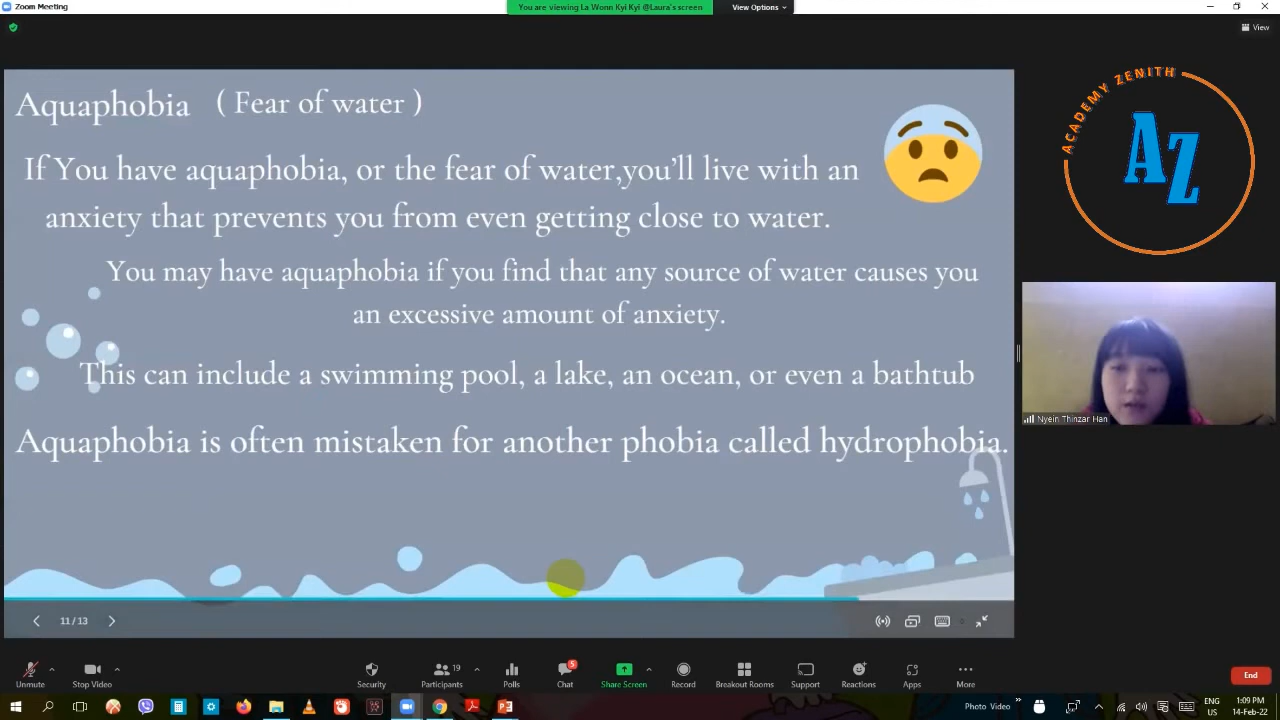 Zoom Meeting
You are viewing La Wonn Kyi Kyi @Laura's screen
View Options
View
Aquaphobia ( Fear of water )
If You have aquaphobia, or the fear of water,you'll live with an
anxiety that prevents you from even getting close to water.
You may have aquaphobia if you find that any source of water causes you
an excessive amount of anxiety.
This can include a swimming pool, a lake, an ocean, or even a bathtub
Aquaphobia is often mistaken for another phobia called hydrophobia.
ACADEMY ZENITH
AZ
Nyein Thinzar Han
11 / 13
Unmute
Stop Video
Security
Participants
19
Polls
Chat
5
Share Screen
Record
Breakout Rooms
Support
Reactions
Apps
More
End
Photo Video
ENG
US
1:09 PM
14-Feb-22